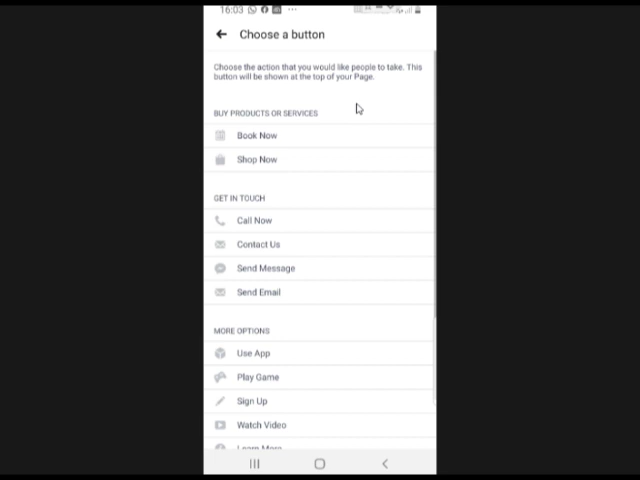 16:03
Choose a button
Choose the action that you would like people to take. This
button will be shown at the top of your Page.
BUY PRODUCTS OR SERVICES
Book Now
Shop Now
GET IN TOUCH
Call Now
Contact Us
Send Message
Send Email
MORE OPTIONS
Use App
Play Game
Sign Up
Watch Video
Learn More